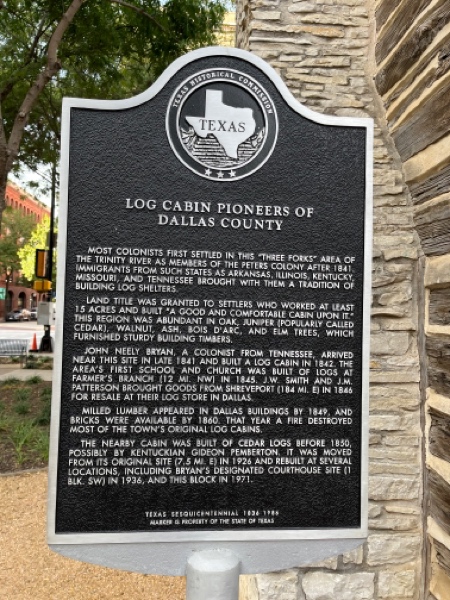 TEXAS HISTORICAL COMMISSION
TEXAS
LOG CABIN PIONEERS OF
DALLAS COUNTY
MOST COLONISTS FIRST SETTLED IN THIS "THREE FORKS" AREA OF
THE TRINITY RIVER AS MEMBERS OF THE PETERS COLONY AFTER 1841.
IMMIGRANTS FROM SUCH STATES AS ARKANSAS, ILLINOIS, KENTUCKY,
MISSOURI, AND TENNESSEE BROUGHT WITH THEM A TRADITION OF
BUILDING LOG SHELTERS.
LAND TITLE WAS GRANTED TO SETTLERS WHO WORKED AT LEAST
15 ACRES AND BUILT "A GOOD AND COMFORTABLE CABIN UPON IT."
THIS REGION WAS ABUNDANT IN OAK, JUNIPER (POPULARLY CALLED
CEDAR), WALNUT, ASH, BOIS D'ARC, AND ELM TREES, WHICH
FURNISHED STURDY BUILDING TIMBERS.
JOHN NEELY BRYAN, A COLONIST FROM TENNESSEE, ARRIVED
NEAR THIS SITE IN LATE 1841 AND BUILT A LOG CABIN IN 1842. THE
AREA'S FIRST SCHOOL AND CHURCH WAS BUILT OF LOGS AT
FARMER'S BRANCH (12 MI. NW) IN 1845. J.W. SMITH AND J.M.
PATTERSON BROUGHT GOODS FROM SHREVEPORT (184 MI. E) IN 1846
FOR RESALE AT THEIR LOG STORE IN DALLAS.
MILLED LUMBER APPEARED IN DALLAS BUILDINGS BY 1849, AND
BRICKS WERE AVAILABLE BY 1860. THAT YEAR A FIRE DESTROYED
MOST OF THE TOWN'S ORIGINAL LOG CABINS.
THE NEARBY CABIN WAS BUILT OF CEDAR LOGS BEFORE 1850,
POSSIBLY BY KENTUCKIAN GIDEON PEMBERTON. IT WAS MOVED
FROM ITS ORIGINAL SITE (7.5 MI. E) IN 1926 AND REBUILT AT SEVERAL
LOCATIONS, INCLUDING BRYAN'S DESIGNATED COURTHOUSE SITE (1
BLK. SW) IN 1936, AND THIS BLOCK IN 1971.
TEXAS SESQUICENTENNIAL 1836-1986
MARKER IS PROPERTY OF THE STATE OF TEXAS